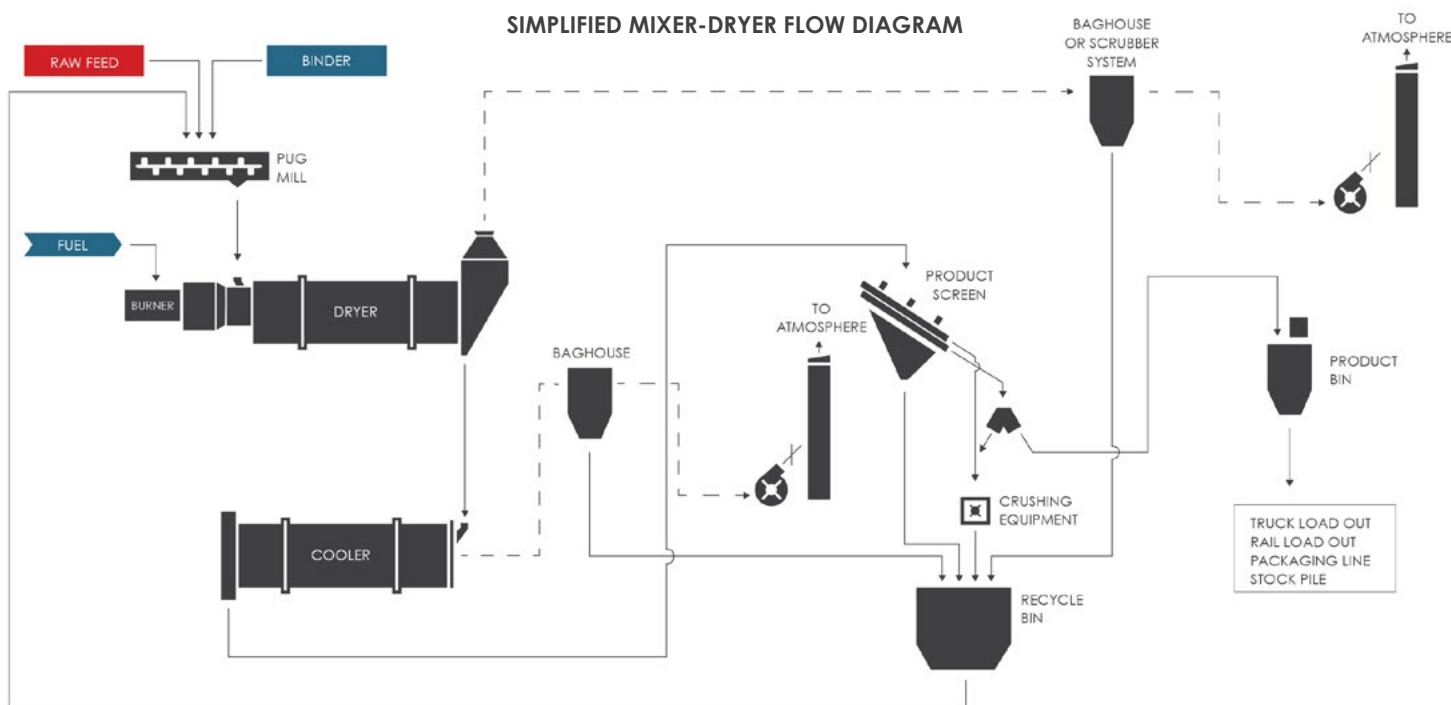 SIMPLIFIED MIXER-DRYER FLOW DIAGRAM
RAW FEED
BINDER
BAGHOUSE
OR SCRUBBER
SYSTEM
TO
ATMOSPHERE
PUG
MILL
FUEL
BURNER
DRYER
PRODUCT
SCREEN
TO
ATMOSPHERE
BAGHOUSE
PRODUCT
BIN
CRUSHING
EQUIPMENT
COOLER
TRUCK LOAD OUT
RAIL LOAD OUT
PACKAGING LINE
STOCK PILE
RECYCLE
BIN